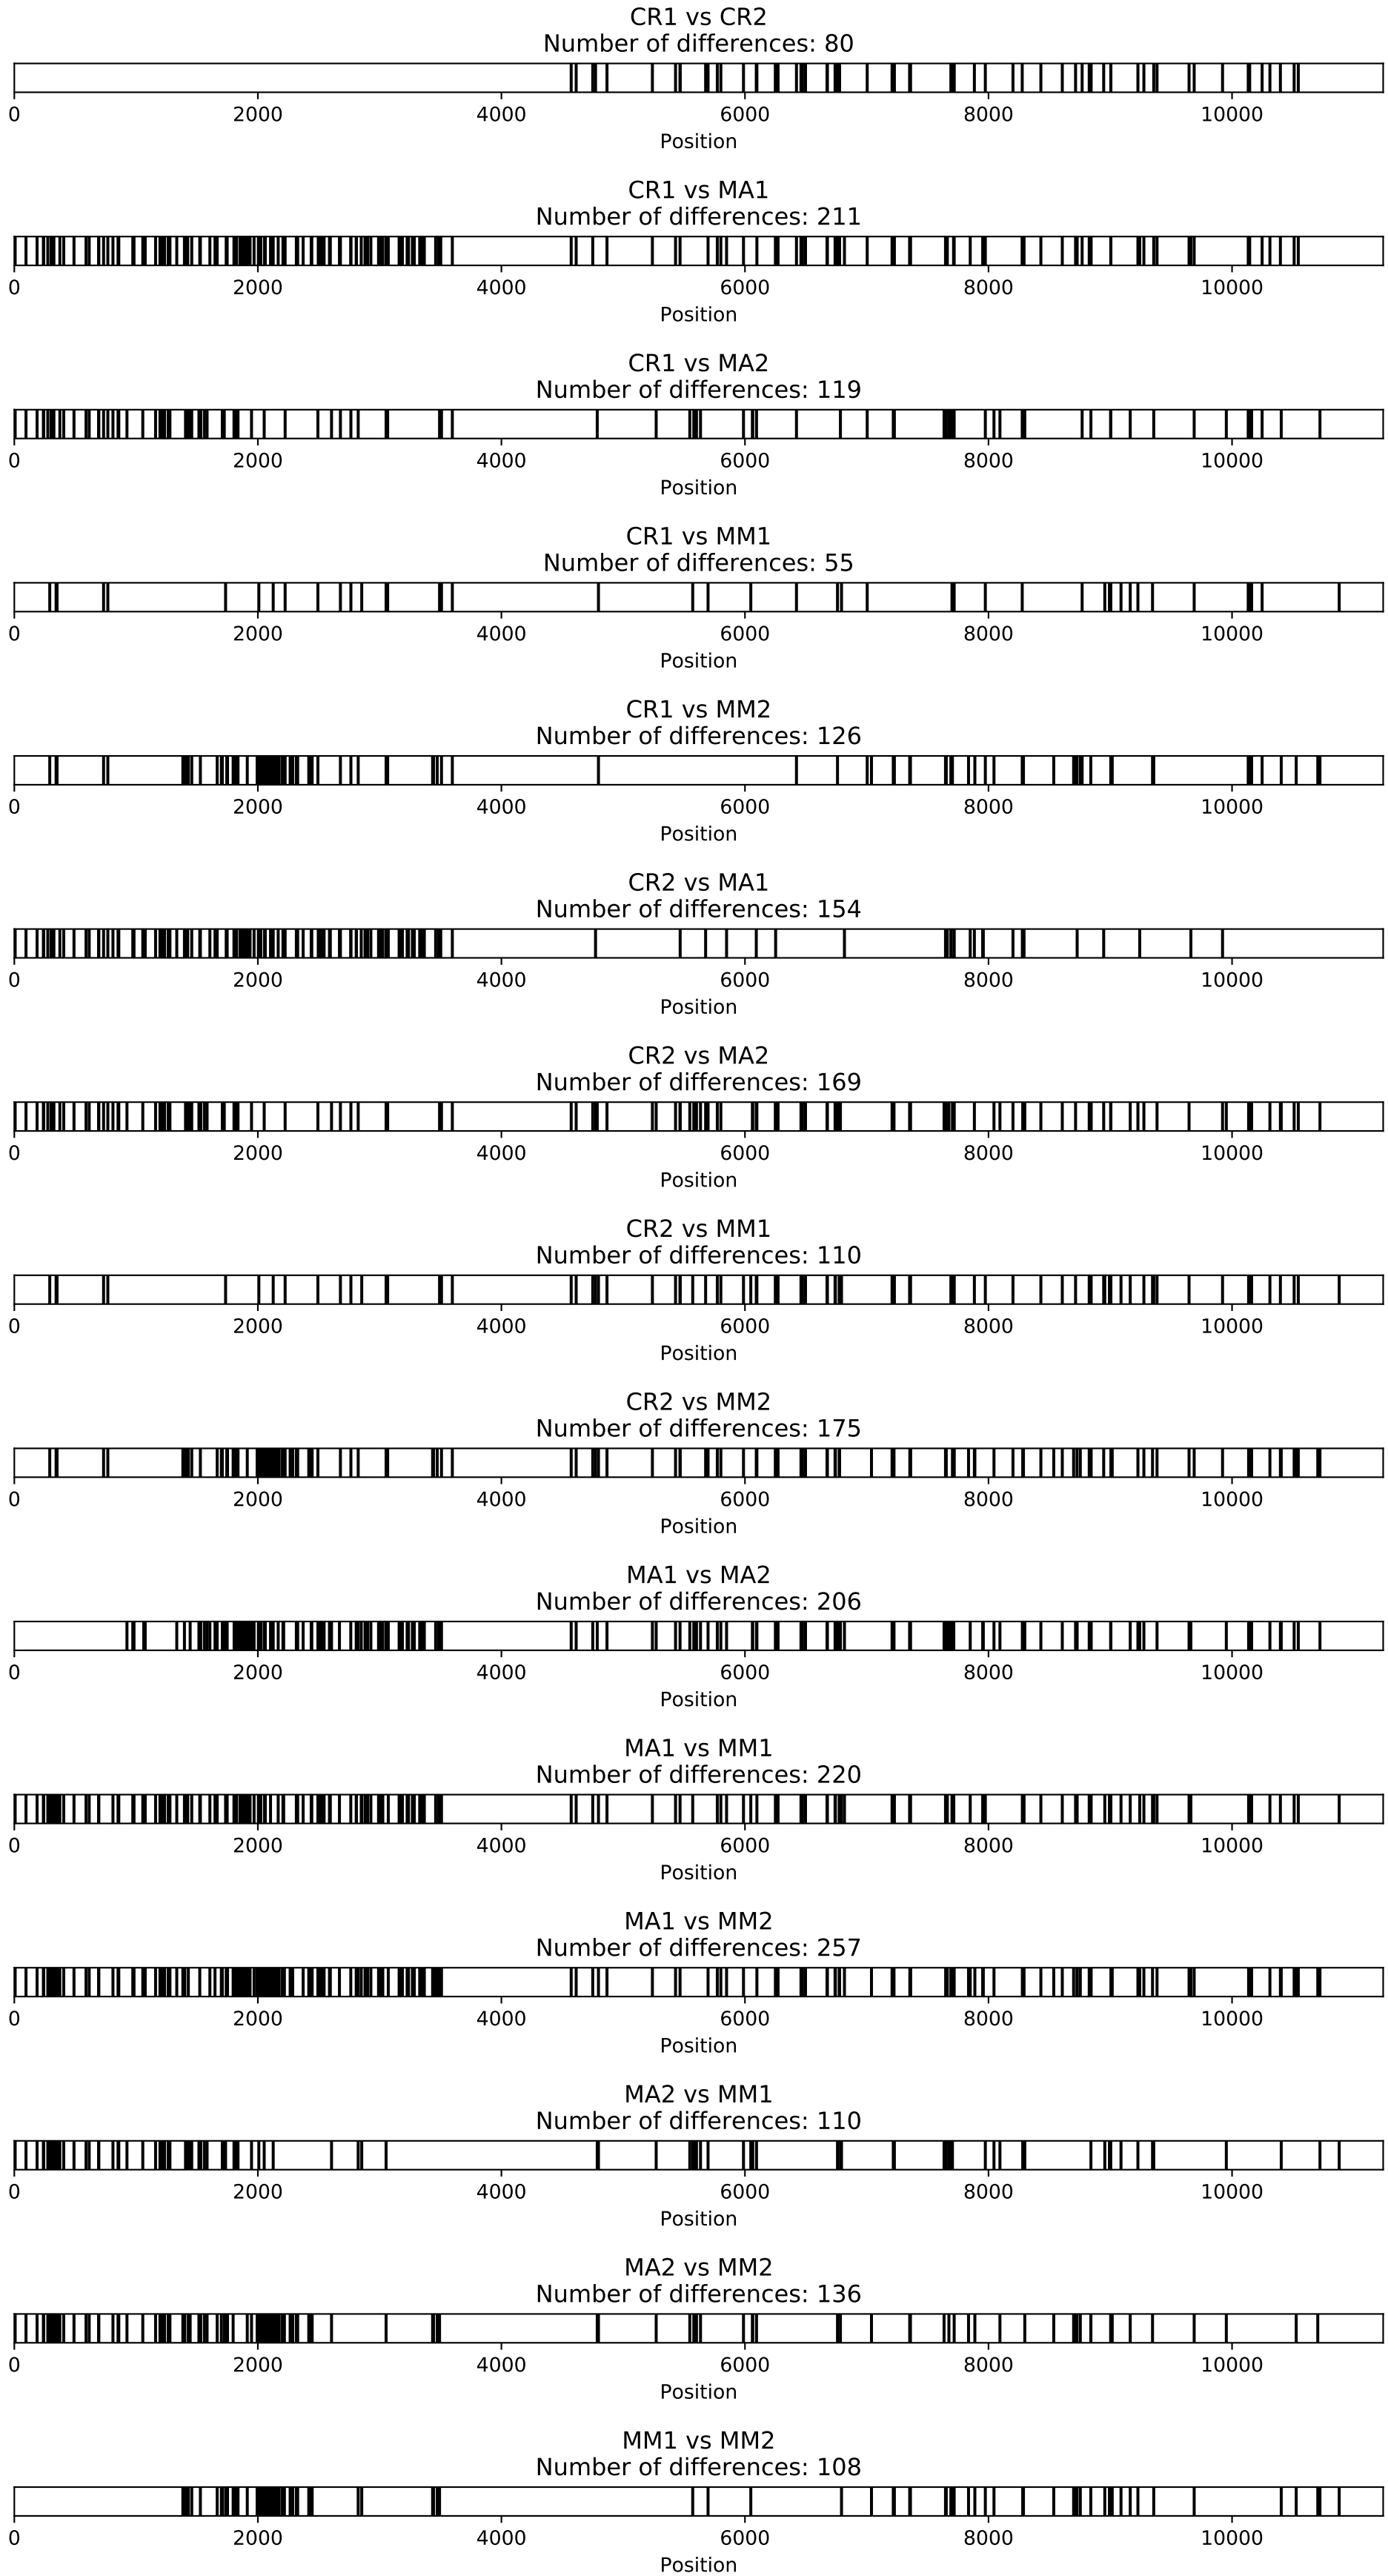 CR1 vs CR2
Number of differences: 80
0 2000 4000 6000 8000 10000
Position
CR1 vs MA1
Number of differences: 211
0 2000 4000 6000 8000 10000
Position
CR1 vs MA2
Number of differences: 119
0 2000 4000 6000 8000 10000
Position
CR1 vs MM1
Number of differences: 55
0 2000 4000 6000 8000 10000
Position
CR1 vs MM2
Number of differences: 126
0 2000 4000 6000 8000 10000
Position
CR2 vs MA1
Number of differences: 154
0 2000 4000 6000 8000 10000
Position
CR2 vs MA2
Number of differences: 169
0 2000 4000 6000 8000 10000
Position
CR2 vs MM1
Number of differences: 110
0 2000 4000 6000 8000 10000
Position
CR2 vs MM2
Number of differences: 175
0 2000 4000 6000 8000 10000
Position
MA1 vs MA2
Number of differences: 206
0 2000 4000 6000 8000 10000
Position
MA1 vs MM1
Number of differences: 220
0 2000 4000 6000 8000 10000
Position
MA1 vs MM2
Number of differences: 257
0 2000 4000 6000 8000 10000
Position
MA2 vs MM1
Number of differences: 110
0 2000 4000 6000 8000 10000
Position
MA2 vs MM2
Number of differences: 136
0 2000 4000 6000 8000 10000
Position
MM1 vs MM2
Number of differences: 108
0 2000 4000 6000 8000 10000
Position